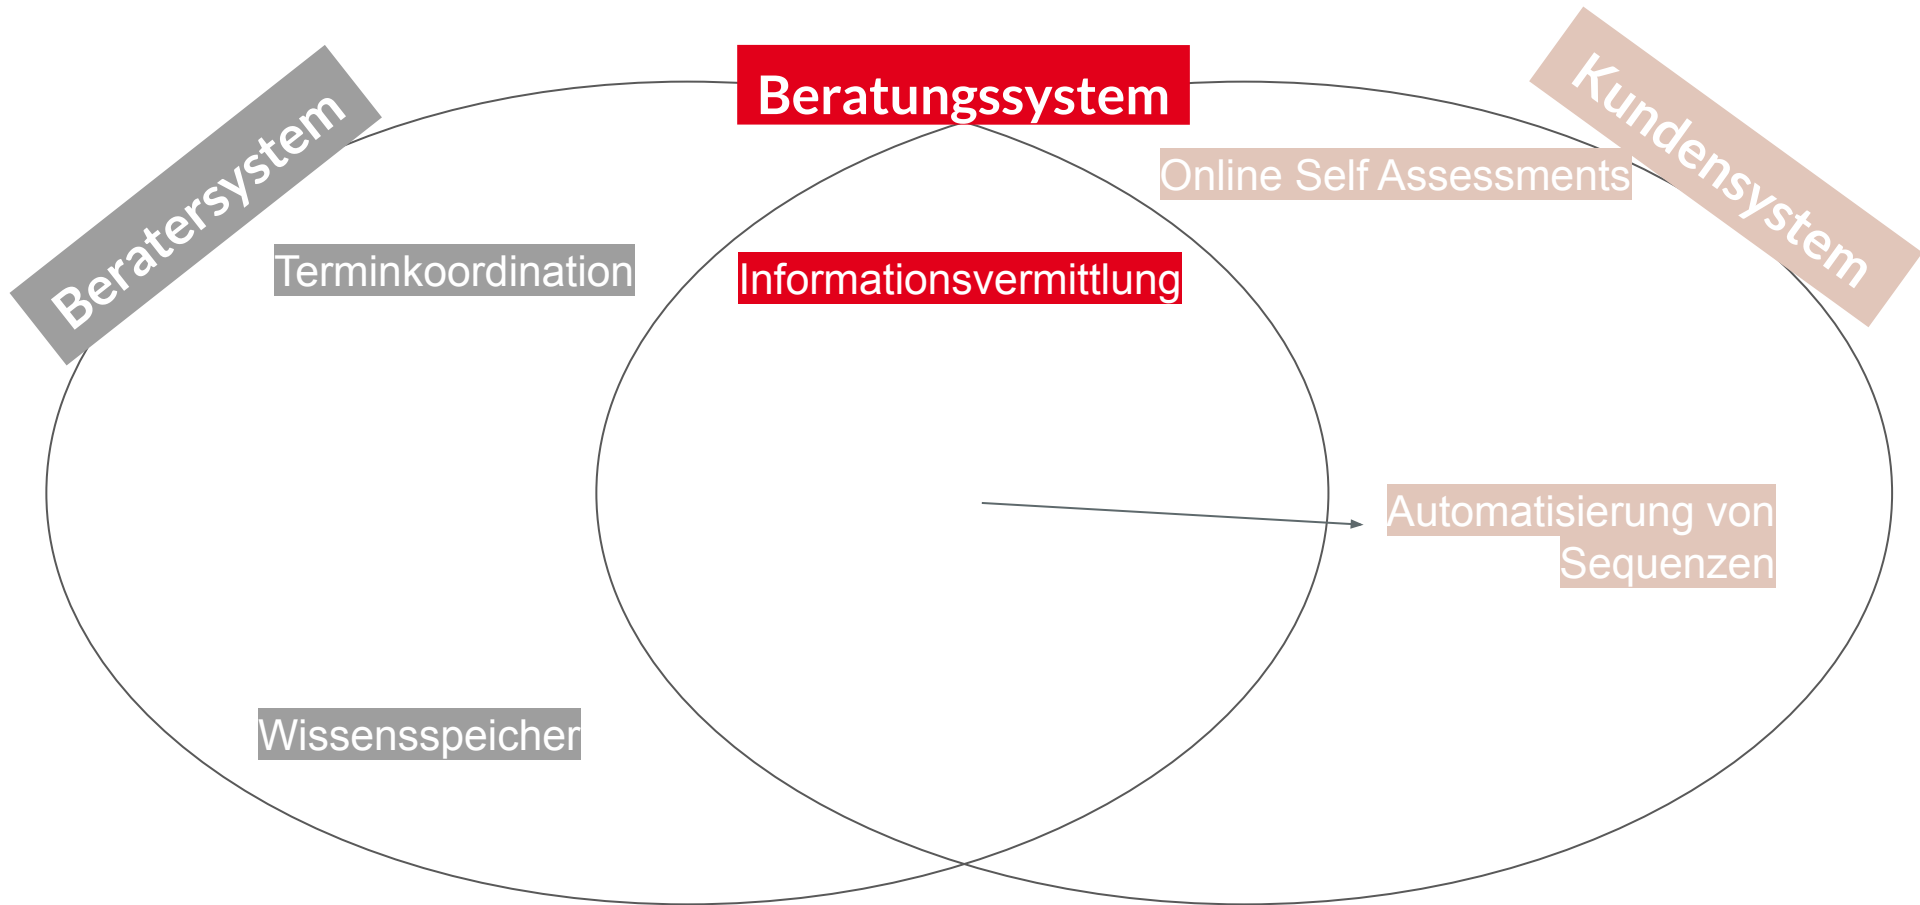 Beratersystem
Beratungssystem
Kundensystem
Online Self Assessments
Terminkoordination
Informationsvermittlung
Automatisierung von
Sequenzen
Wissensspeicher